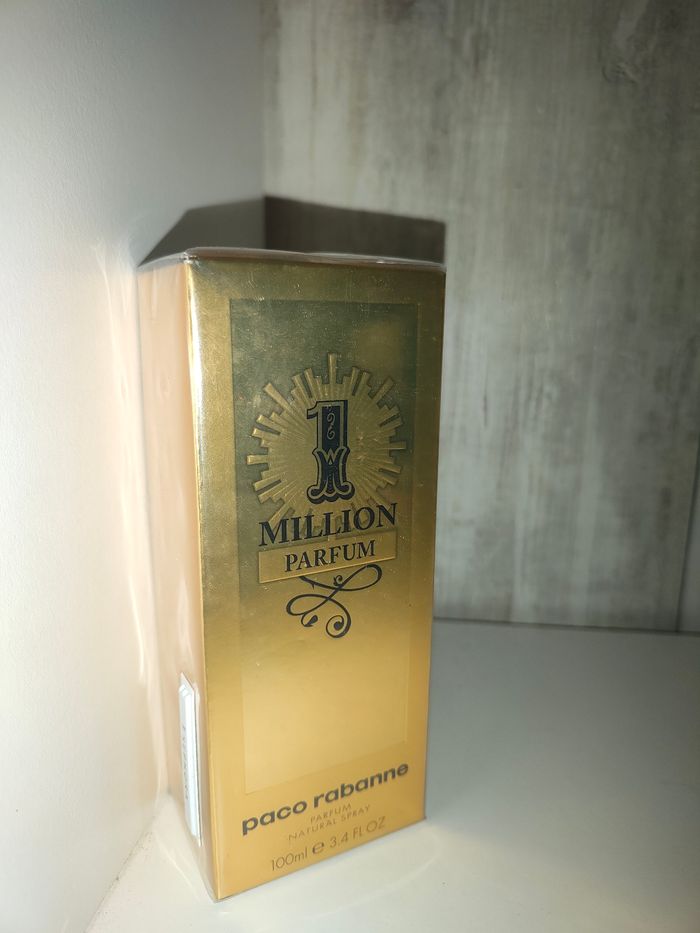 1
MILLION
PARFUM
paco rabanne
PARFUM
NATURAL SPRAY
100ml e 3.4 FL OZ